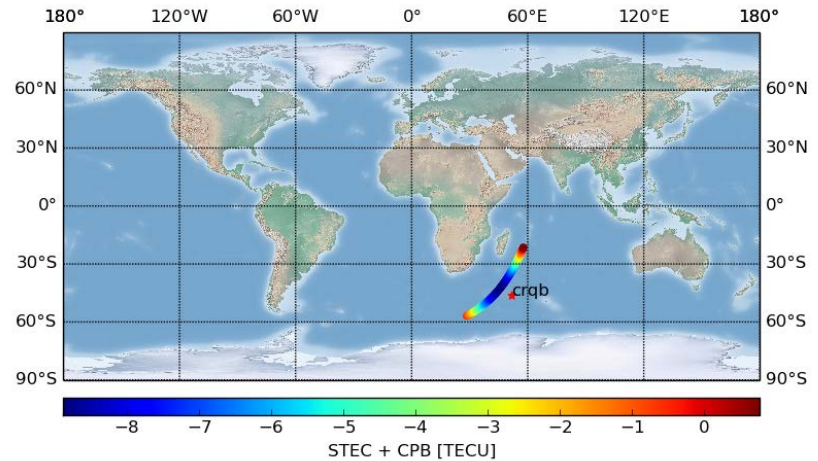 180° 120°W 60°W 0° 60°E 120°E 180°
60°N 60°N
30°N 30°N
0° 0°
30°S 30°S
crqb
60°S 60°S
90°S 90°S
−8 −7 −6 −5 −4 −3 −2 −1 0
STEC + CPB [TECU]